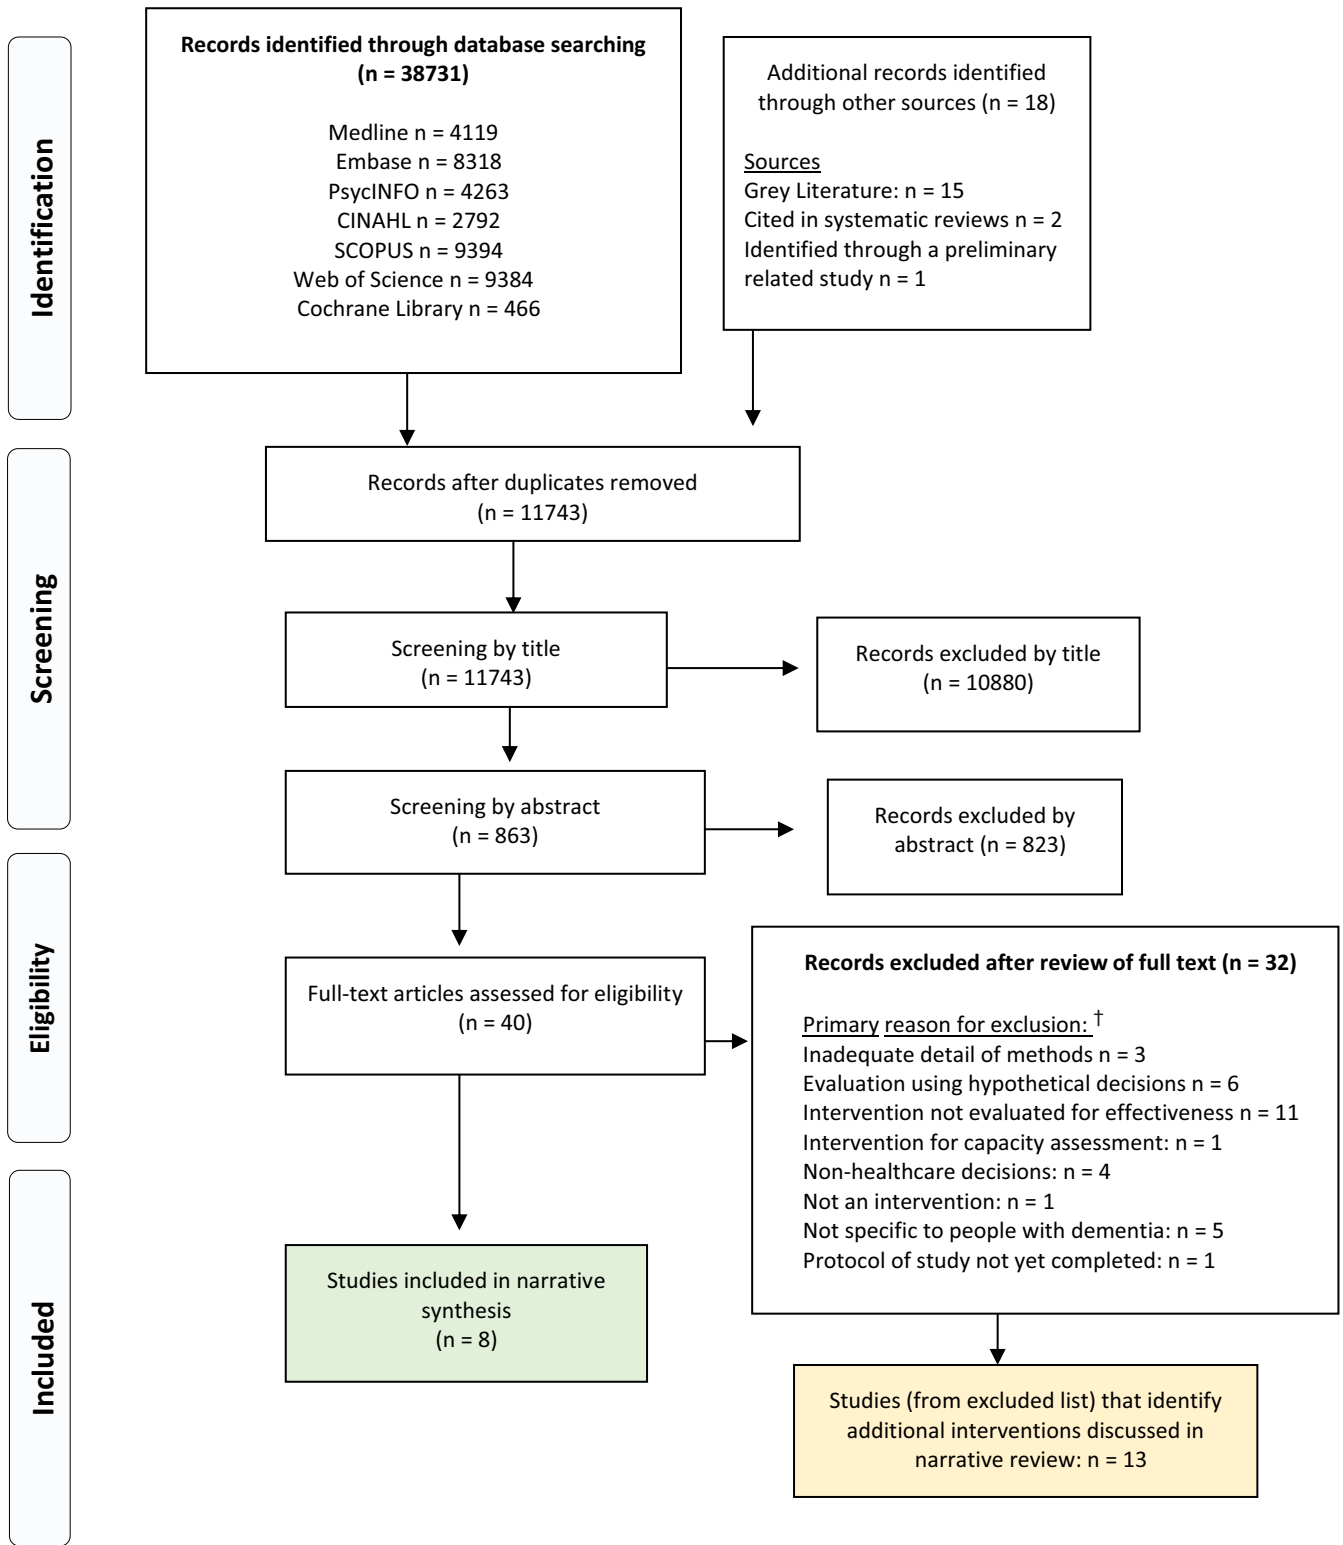 Identification
Records identified through database searching
(n = 38731)
Medline n = 4119
Embase n = 8318
PsycINFO n = 4263
CINAHL n = 2792
SCOPUS n = 9394
Web of Science n = 9384
Cochrane Library n = 466
Additional records identified
through other sources (n = 18)
Sources
Grey Literature: n = 15
Cited in systematic reviews n = 2
Identified through a preliminary
related study n = 1
Screening
Records after duplicates removed
(n = 11743)
Screening by title
(n = 11743)
Records excluded by title
(n = 10880)
Screening by abstract
(n = 863)
Records excluded by
abstract (n = 823)
Eligibility
Full-text articles assessed for eligibility
(n = 40)
Records excluded after review of full text (n = 32)
Primary reason for exclusion: †
Inadequate detail of methods n = 3
Evaluation using hypothetical decisions n = 6
Intervention not evaluated for effectiveness n = 11
Intervention for capacity assessment: n = 1
Non-healthcare decisions: n = 4
Not an intervention: n = 1
Not specific to people with dementia: n = 5
Protocol of study not yet completed: n = 1
Included
Studies included in narrative
synthesis
(n = 8)
Studies (from excluded list) that identify
additional interventions discussed in
narrative review: n = 13